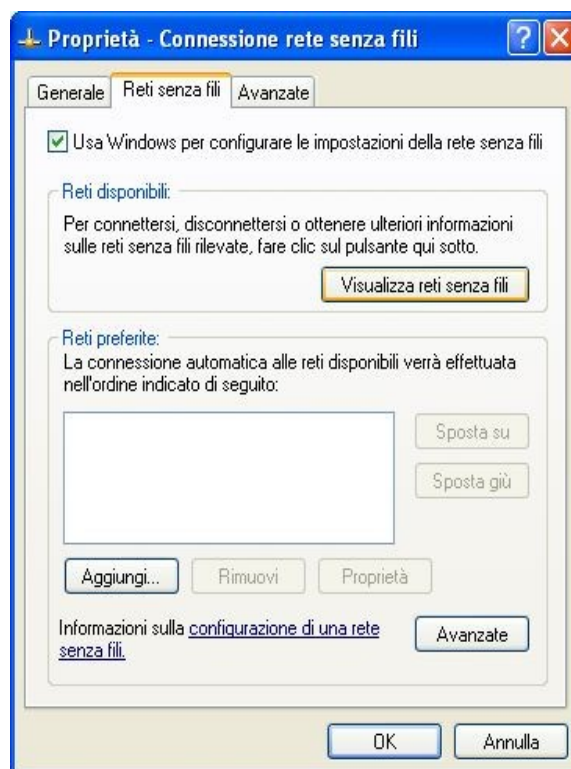 Proprietà - Connessione rete senza fili
Generale Reti senza fili Avanzate
Usa Windows per configurare le impostazioni della rete senza fili
Reti disponibili:
Per connettersi, disconnettersi o ottenere ulteriori informazioni
sulle reti senza fili rilevate, fare clic sul pulsante qui sotto.
Visualizza reti senza fili
Reti preferite:
La connessione automatica alle reti disponibili verrà effettuata
nell'ordine indicato di seguito:
Sposta su
Sposta giù
Aggiungi... Rimuovi Proprietà
Informazioni sulla configurazione di una rete
senza fili.
Avanzate
OK Annulla